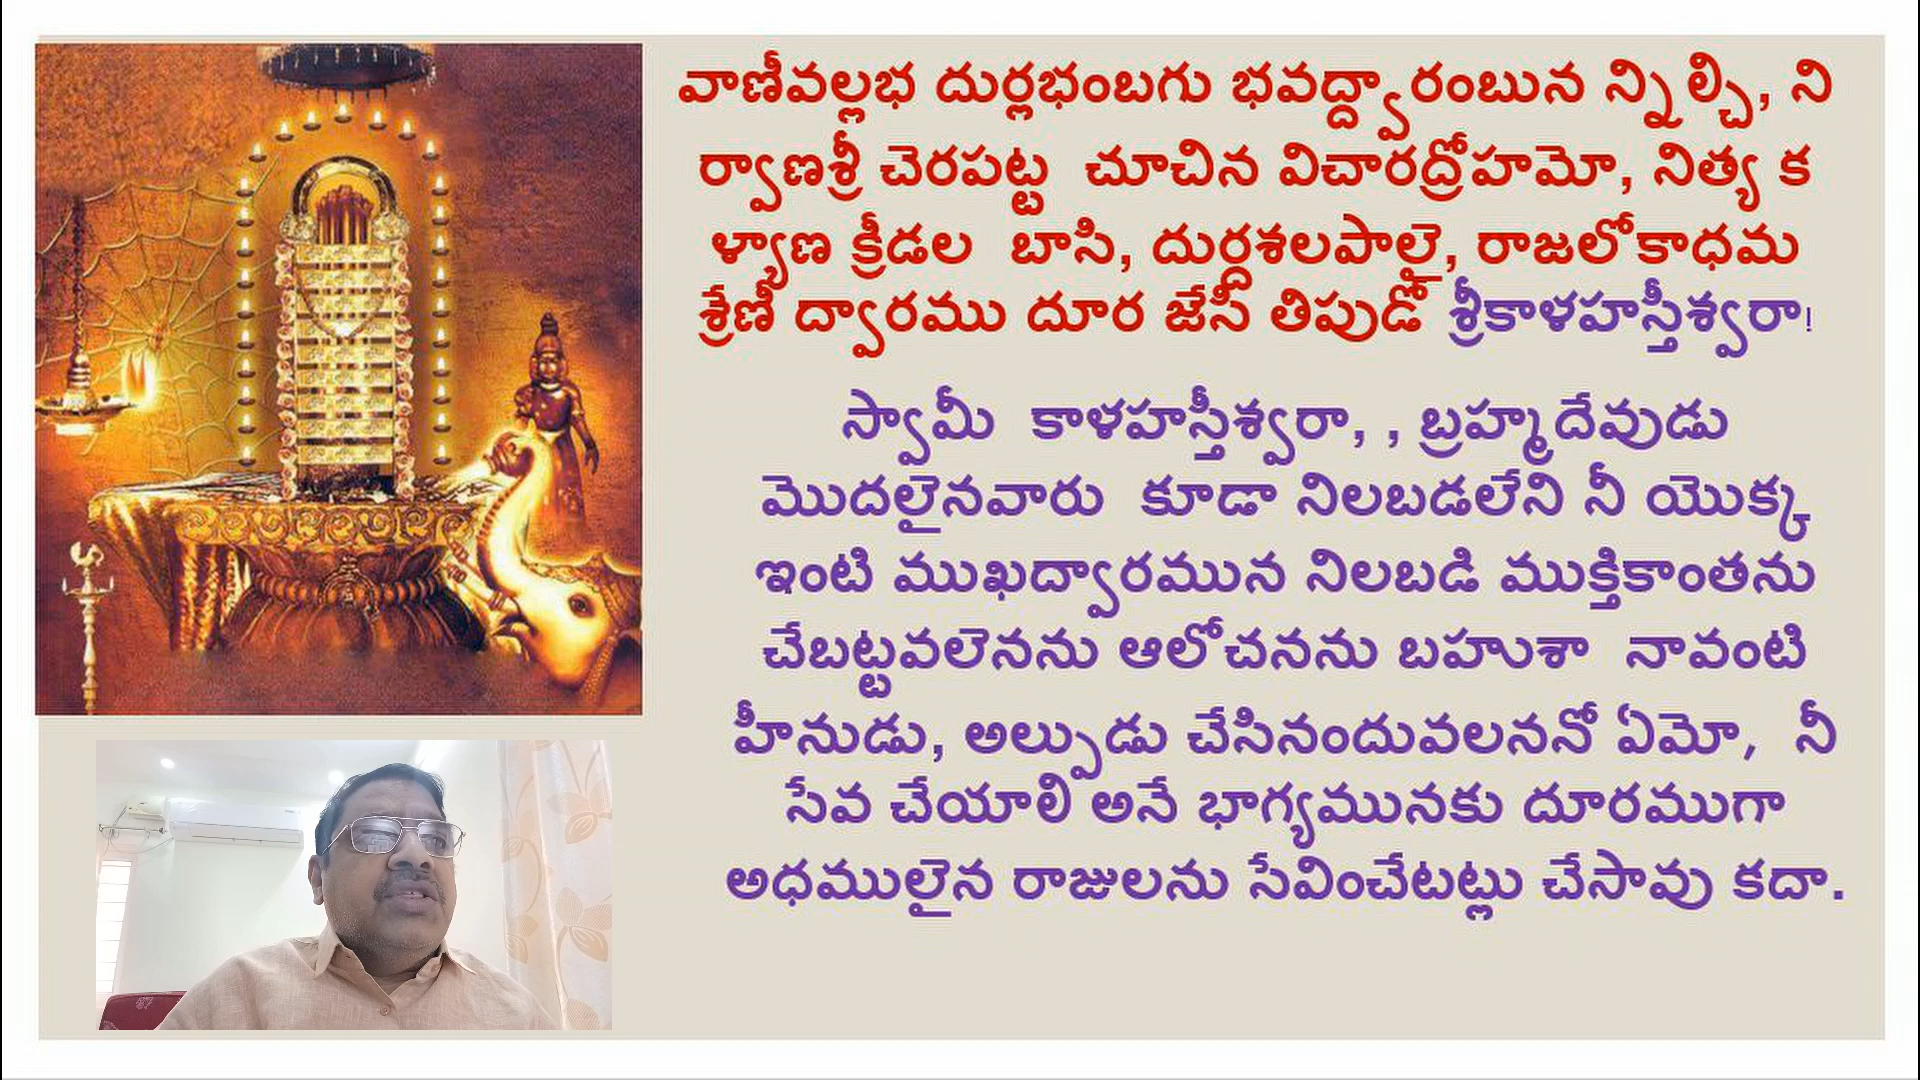 వాణీవల్లభ దుర్లభంబగు భవద్ద్వారంబున న్నిల్చి, ని
ర్వాణశ్రీ చెరపట్ట చూచిన విచారద్రోహమో, నిత్య క
ళ్యాణ క్రీడల బాసి, దుర్దశలపాలై, రాజలోకాధమ
శ్రేణీ ద్వారము దూర జేసి తిపుడో శ్రీకాళహస్తీశ్వరా!
స్వామీ కాళహస్తీశ్వరా, , బ్రహ్మదేవుడు
మొదలైనవారు కూడా నిలబడలేని నీ యొక్క
ఇంటి ముఖద్వారమున నిలబడి ముక్తికాంతను
చేబట్టవలెనను ఆలోచనను బహుశా నావంటి
హీనుడు, అల్పుడు చేసినందువలననో ఏమో, నీ
సేవ చేయాలి అనే భాగ్యమునకు దూరముగా
అధములైన రాజులను సేవించేటట్లు చేసావు కదా.